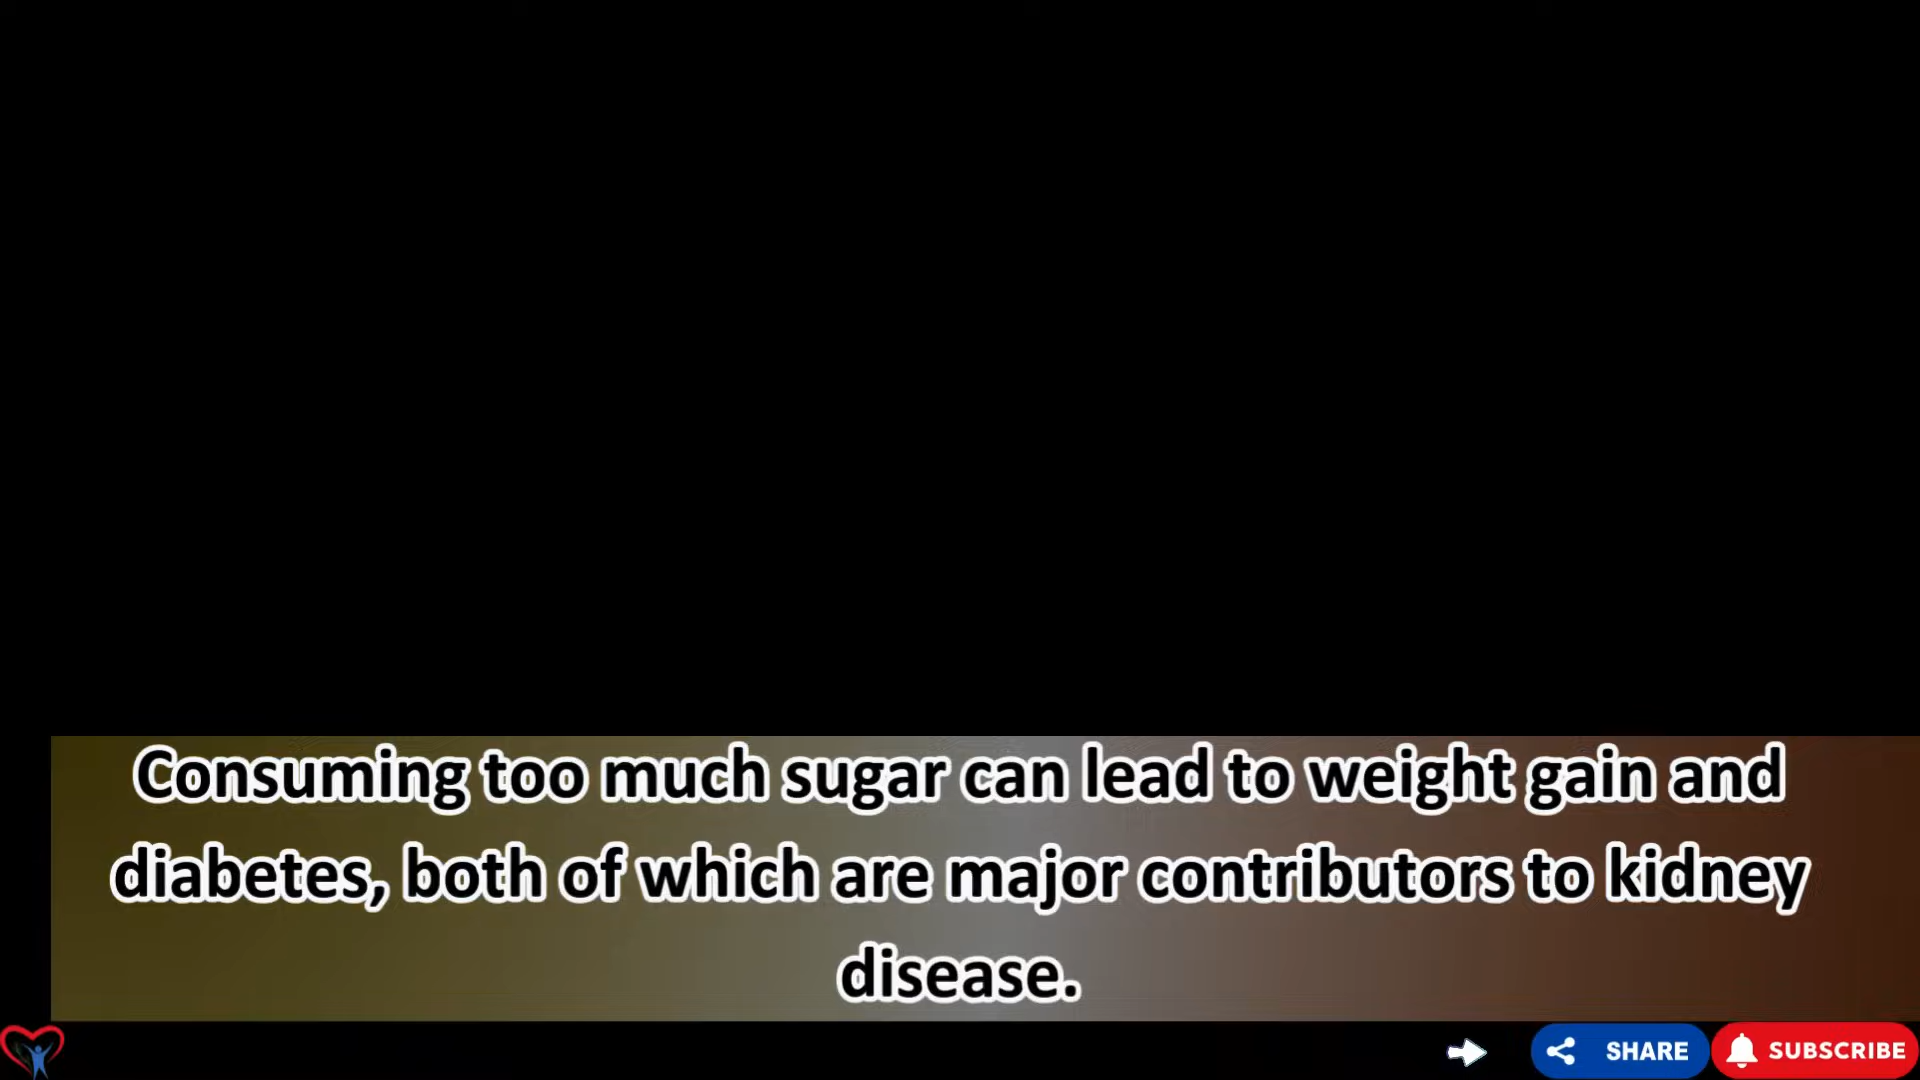 Consuming too much sugar can lead to weight gain and
diabetes, both of which are major contributors to kidney
disease.
SHARE
SUBSCRIBE